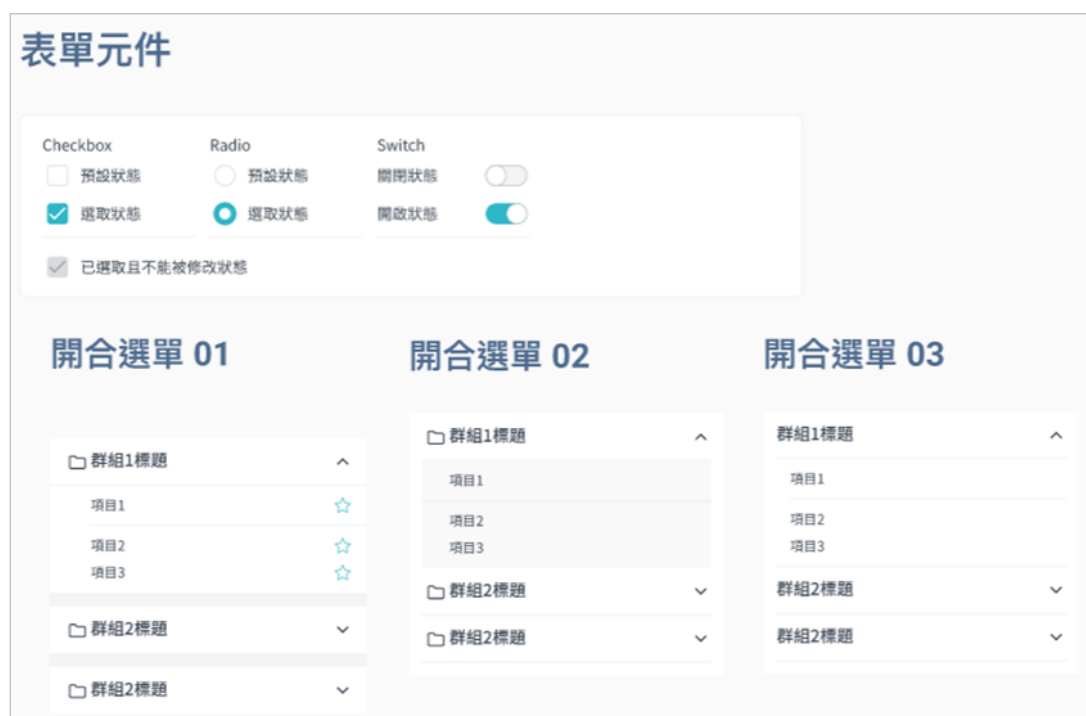 表單元件
Checkbox Radio Switch
預設狀態 預設狀態 關閉狀態
選取狀態 選取狀態 開啟狀態
已選取且不能被修改狀態
開合選單 01
群組1標題
項目1
項目2
項目3
群組2標題
群組2標題
開合選單 02
群組1標題
項目1
項目2
項目3
群組2標題
群組2標題
開合選單 03
群組1標題
項目1
項目2
項目3
群組2標題
群組2標題